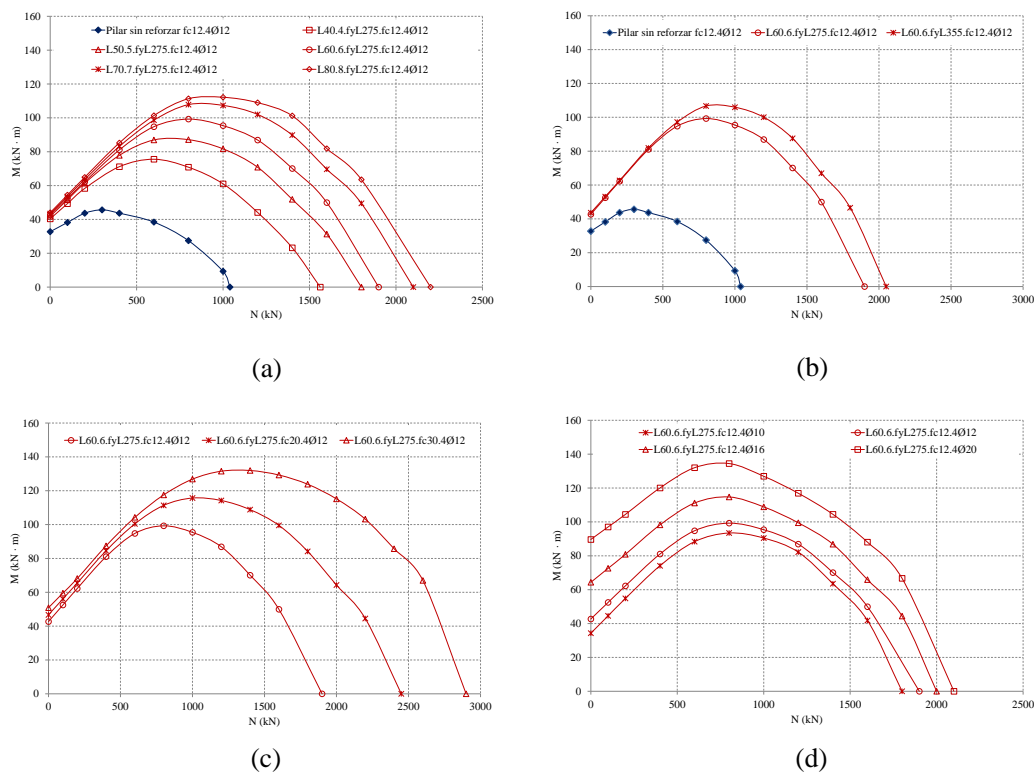 Pilar sin reforzar fc12.4Ø12
L40.4.fyL275.fc12.4Ø12
L50.5.fyL275.fc12.4Ø12
L60.6.fyL275.fc12.4Ø12
L70.7.fyL275.fc12.4Ø12
L80.8.fyL275.fc12.4Ø12
160
140
120
100
80
60
40
20
0
M (kN · m)
0 500 1000 1500 2000 2500
N (kN)
(a)
Pilar sin reforzar fc12.4Ø12 L60.6.fyL275.fc12.4Ø12 L60.6.fyL355.fc12.4Ø12
160
140
120
100
80
60
40
20
0
M (kN · m)
0 500 1000 1500 2000 2500 3000
N (kN)
(b)
L60.6.fyL275.fc12.4Ø12 L60.6.fyL275.fc20.4Ø12 L60.6.fyL275.fc30.4Ø12
160
140
120
100
80
60
40
20
0
M (kN · m)
0 500 1000 1500 2000 2500 3000
N (kN)
(c)
L60.6.fyL275.fc12.4Ø10
L60.6.fyL275.fc12.4Ø12
L60.6.fyL275.fc12.4Ø16
L60.6.fyL275.fc12.4Ø20
160
140
120
100
80
60
40
20
0
M (kN · m)
0 500 1000 1500 2000 2500
N (kN)
(d)